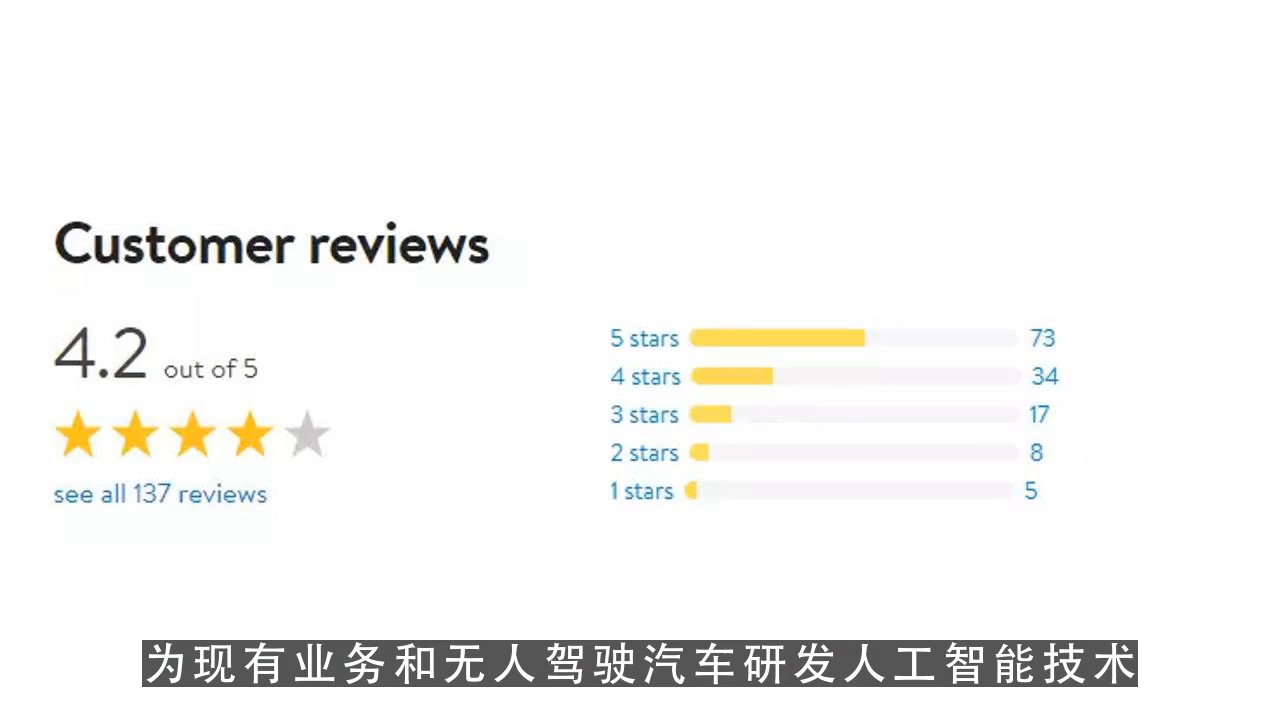 Customer reviews
4.2 out of 5
see all 137 reviews
5 stars 73
4 stars 34
3 stars 17
2 stars 8
1 stars 5
为现有业务和无人驾驶汽车研发人工智能技术